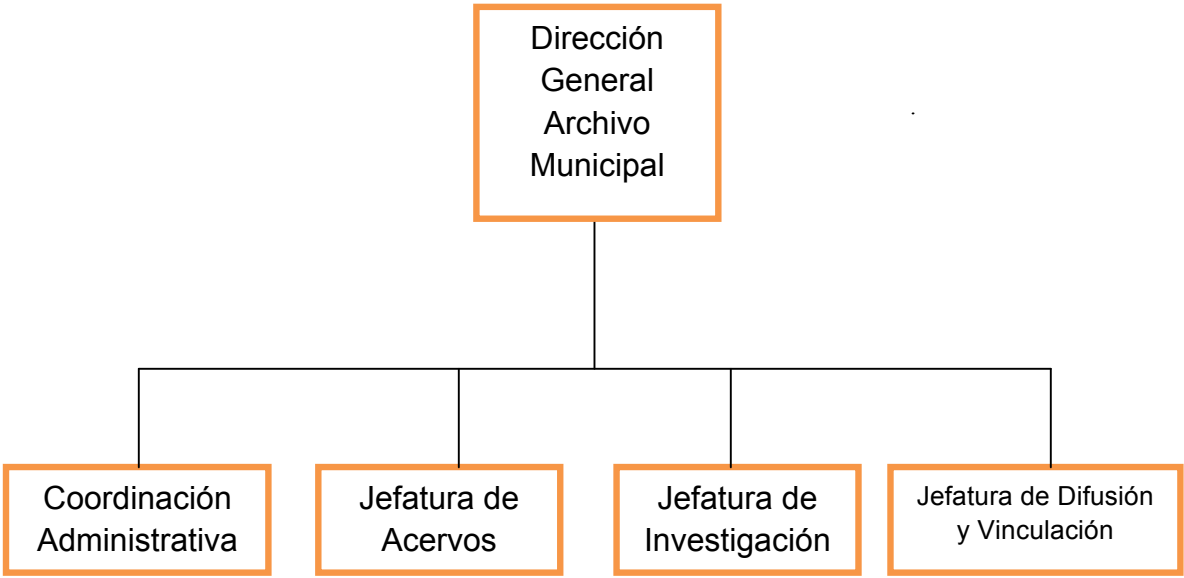 Dirección
General
Archivo
Municipal
Coordinación
Administrativa
Jefatura de
Acervos
Jefatura de
Investigación
Jefatura de Difusión
y Vinculación